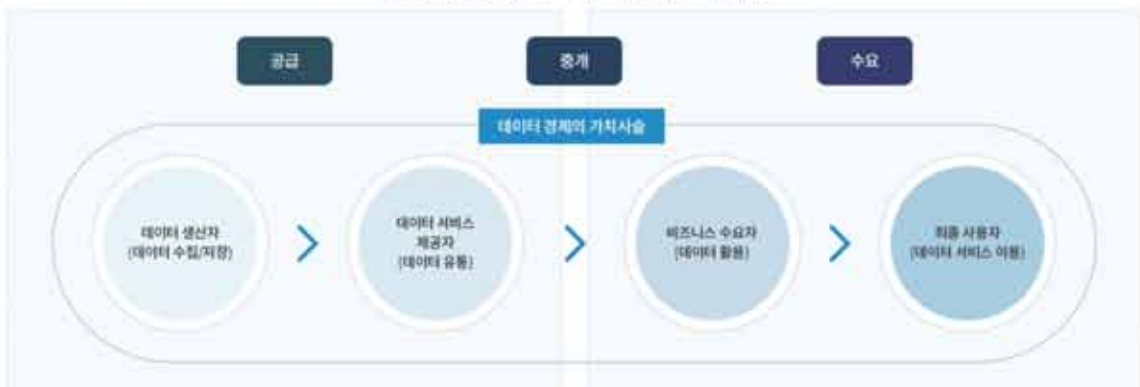 공급
중개
수요
데이터 경제의 가치사슬
데이터 생산자
(데이터 수집/저장)
데이터 서비스
제공자
(데이터 유통)
비즈니스 수요자
(데이터 활용)
최종 사용자
(데이터 서비스 이용)